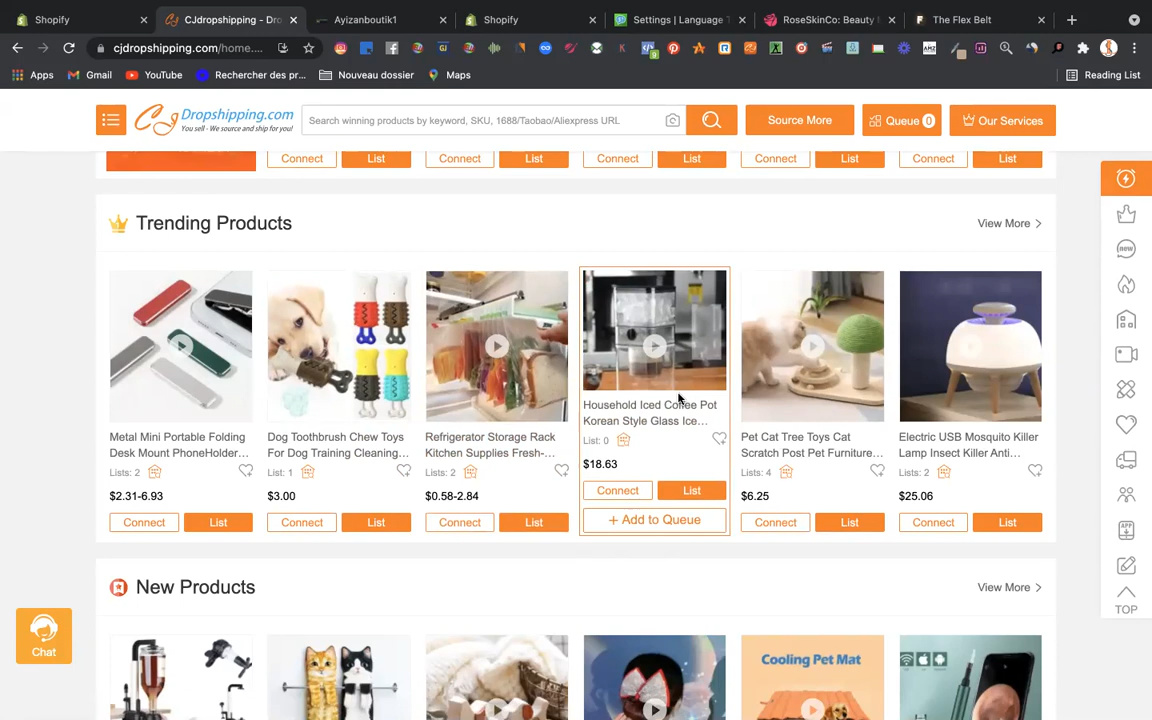 Shopify
CJdropshipping - Dro
Ayizanboutik1
Shopify
Settings | Language T
RoseSkinCo: Beauty M
The Flex Belt
cjdropshipping.com/home....
Apps
Gmail
YouTube
Rechercher des pr...
Nouveau dossier
Maps
Reading List
CJ Dropshipping.com
You sell - We source and ship for you!
Search winning products by keyword, SKU, 1688/Taobao/Aliexpress URL
Source More
Queue 0
Our Services
Connect List Connect List Connect List Connect List Connect List
Trending Products
View More >
Metal Mini Portable Folding
Desk Mount PhoneHolder...
Lists: 2
$2.31-6.93
Connect List
Dog Toothbrush Chew Toys
For Dog Training Cleaning...
List: 1
$3.00
Connect List
Refrigerator Storage Rack
Kitchen Supplies Fresh-...
Lists: 2
$0.58-2.84
Connect List
Household Iced Coffee Pot
Korean Style Glass Ice...
List: 0
$18.63
Connect List
+ Add to Queue
Pet Cat Tree Toys Cat
Scratch Post Pet Furniture...
Lists: 4
$6.25
Connect List
Electric USB Mosquito Killer
Lamp Insect Killer Anti...
Lists: 2
$25.06
Connect List
New Products
View More >
Cooling Pet Mat
Chat
TOP